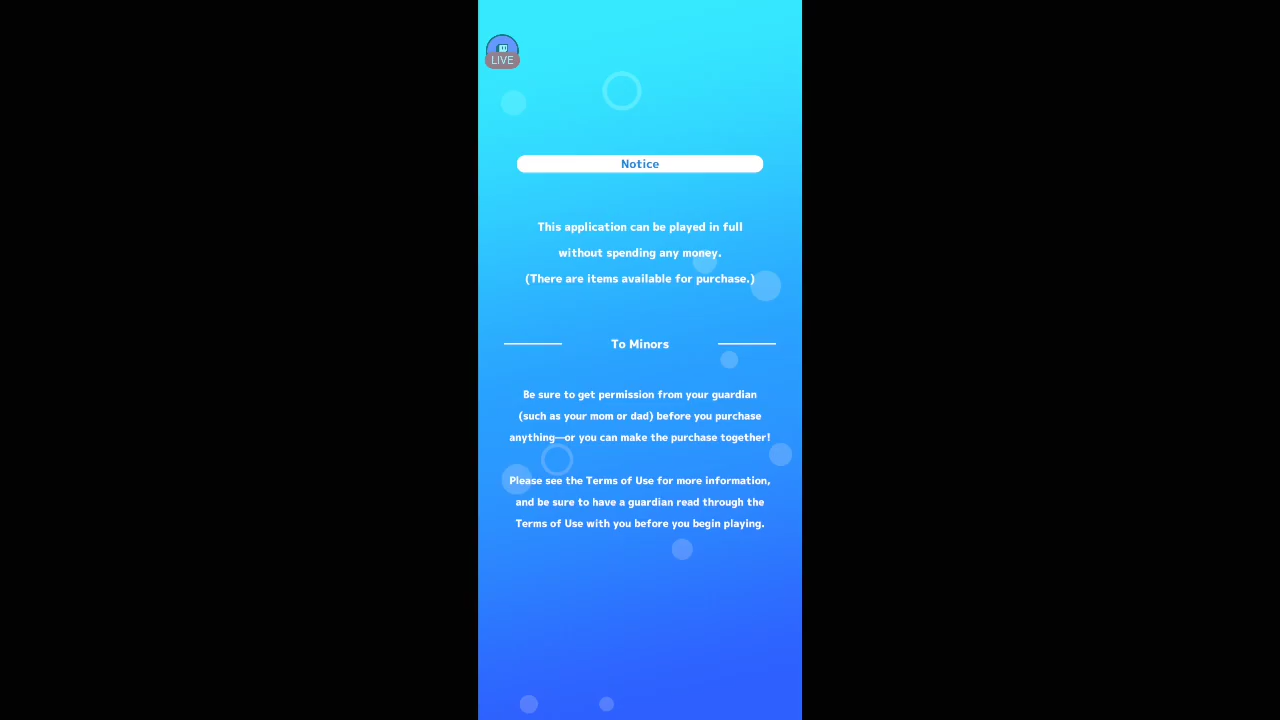 LIVE
Notice
This application can be played in full
without spending any money.
(There are items available for purchase.)
To Minors
Be sure to get permission from your guardian
(such as your mom or dad) before you purchase
anything—or you can make the purchase together!
Please see the Terms of Use for more information,
and be sure to have a guardian read through the
Terms of Use with you before you begin playing.